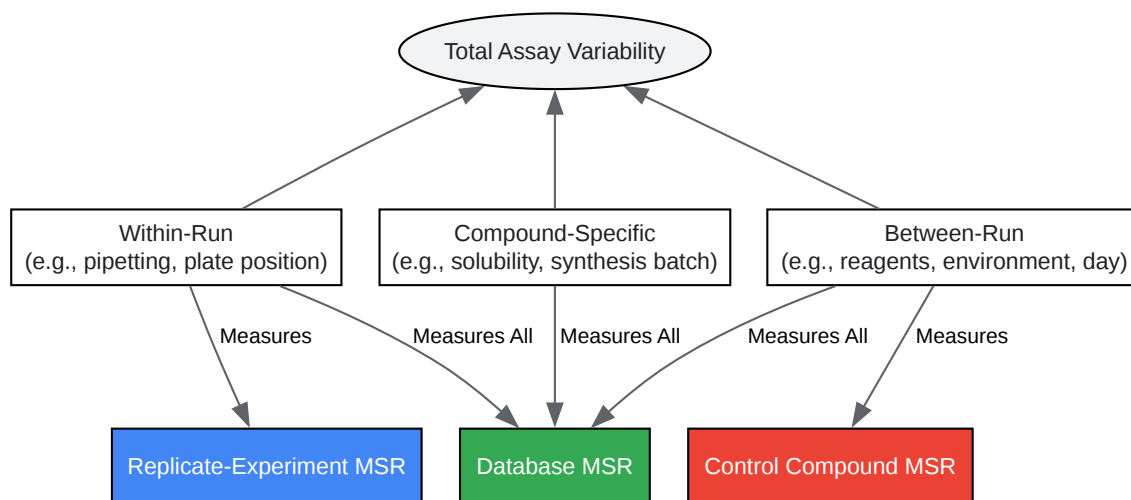 Total Assay Variability
Within-Run
(e.g., pipetting, plate position)
Compound-Specific
(e.g., solubility, synthesis batch)
Between-Run
(e.g., reagents, environment, day)
Measures
Measures All
Measures All
Measures All
Measures
Replicate-Experiment MSR
Database MSR
Control Compound MSR